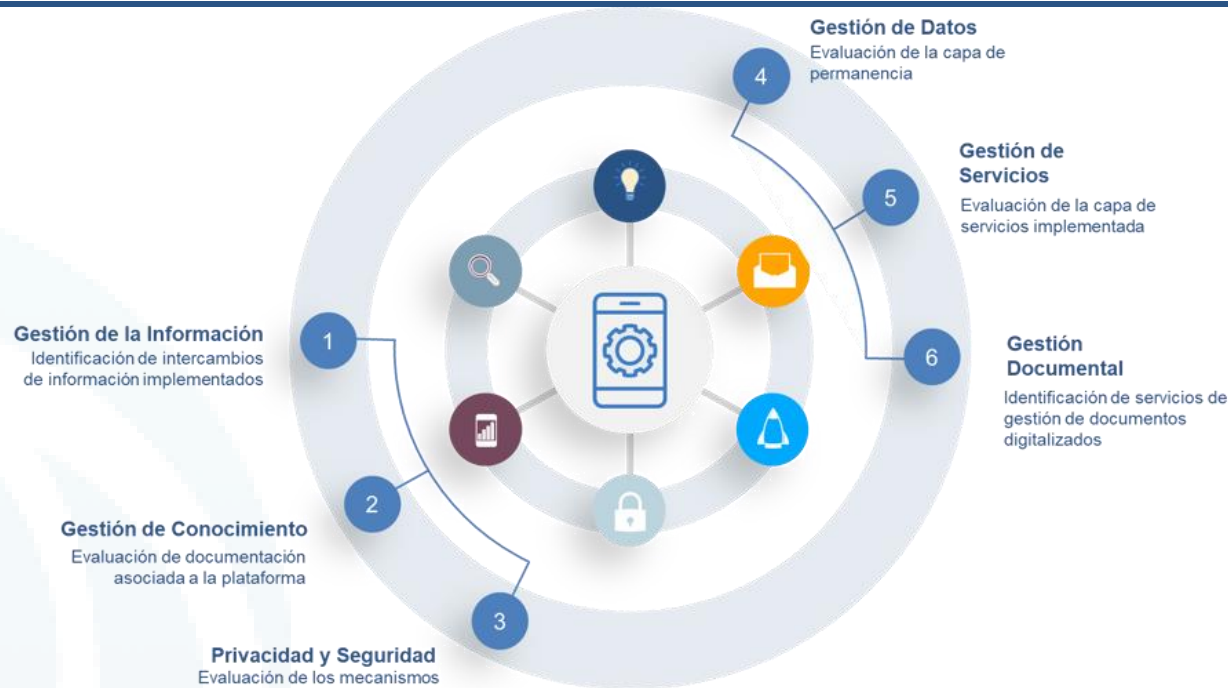 1
Gestión de la Información
Identificación de intercambios
de información implementados
2
Gestión de Conocimiento
Evaluación de documentación
asociada a la plataforma
3
Privacidad y Seguridad
Evaluación de los mecanismos
4
Gestión de Datos
Evaluación de la capa de
permanencia
5
Gestión de
Servicios
Evaluación de la capa de
servicios implementada
6
Gestión
Documental
Identificación de servicios de
gestión de documentos
digitalizados